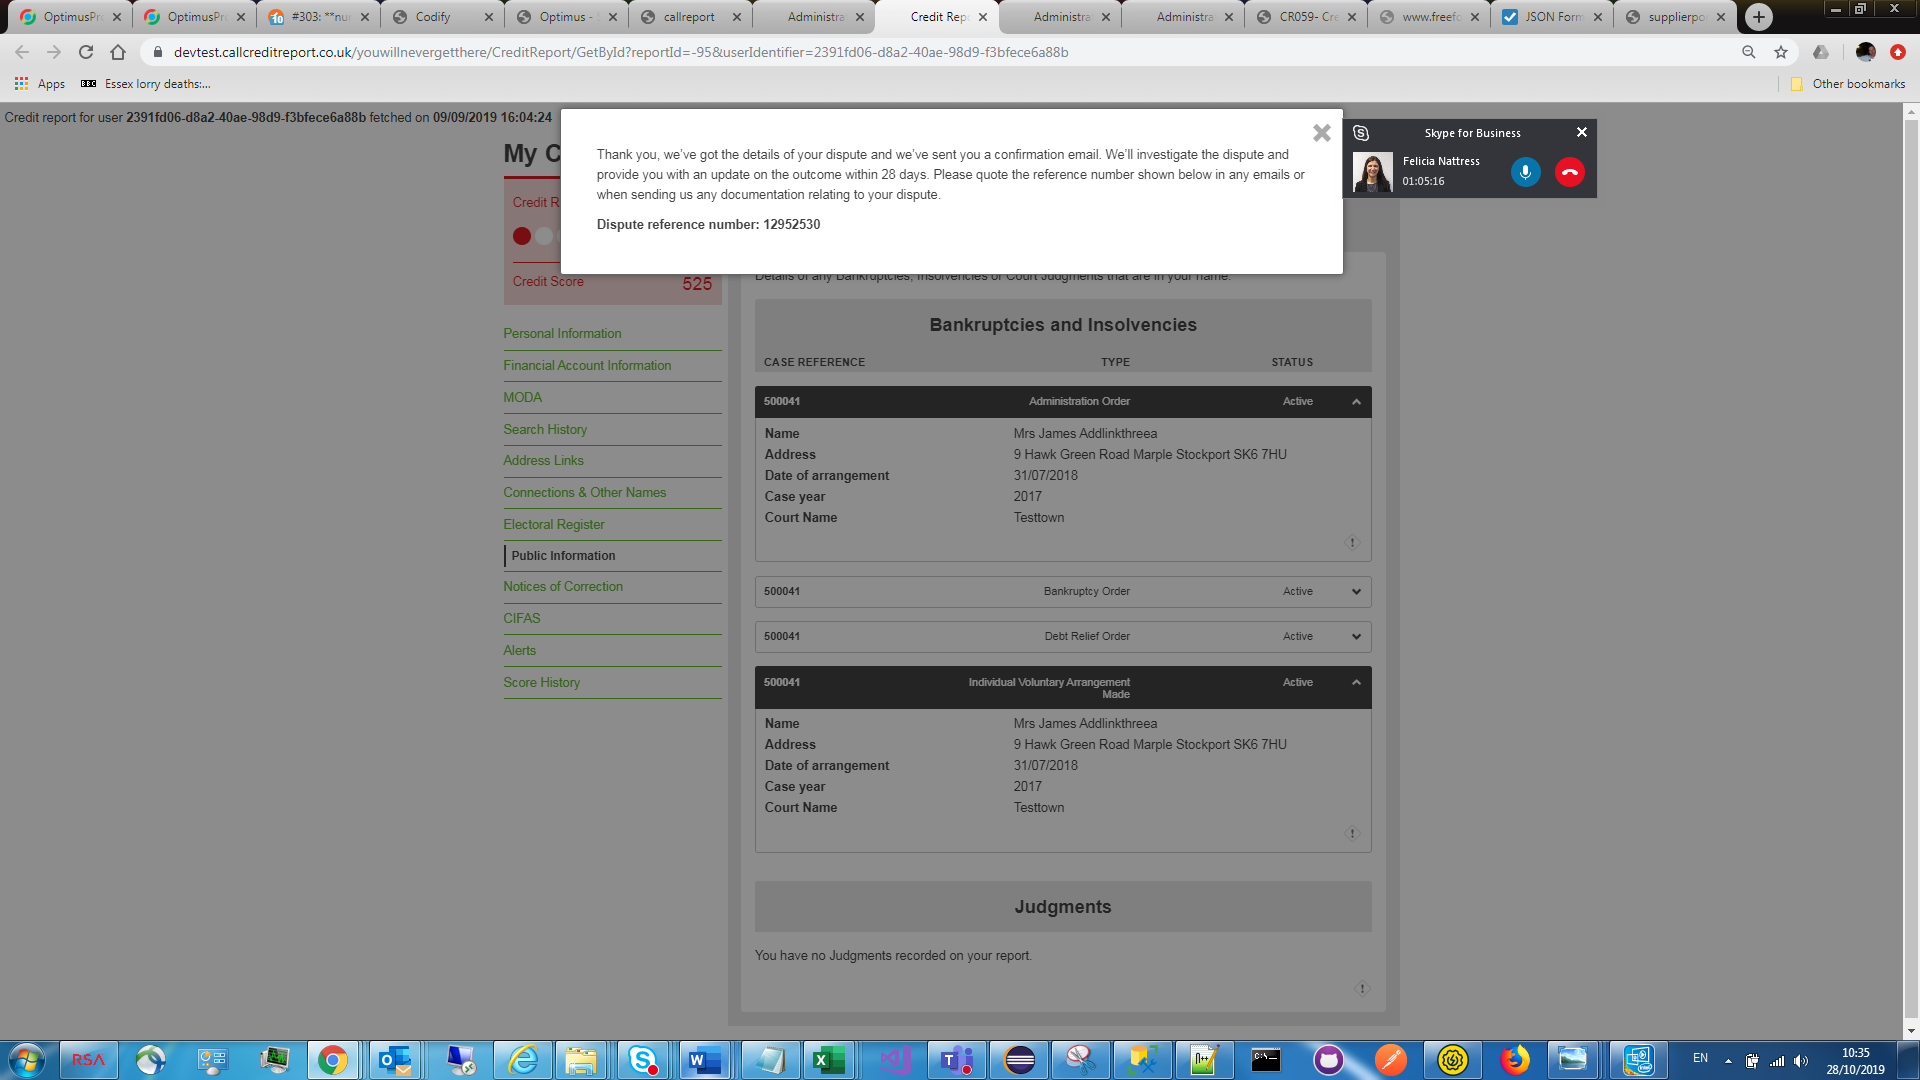 OptimusPr
OptimusPr
#303: **nu
Codify
Optimus -
callreport
Administra
Credit Rep
Administra
Administra
CR059- Cre
www.freefo
JSON Form
supplierpo
devtest.callcreditreport.co.uk/youwillnevergetthere/CreditReport/GetById?reportId=-95&userIdentifier=2391fd06-d8a2-40ae-98d9-f3bfece6a88b
Apps
BBC
Essex lorry deaths:...
Other bookmarks
Credit report for user 2391fd06-d8a2-40ae-98d9-f3bfece6a88b fetched on 09/09/2019 16:04:24
My C
Credit R
Credit Score
525
Thank you, we've got the details of your dispute and we've sent you a confirmation email. We'll investigate the dispute and
provide you with an update on the outcome within 28 days. Please quote the reference number shown below in any emails or
when sending us any documentation relating to your dispute.
Dispute reference number: 12952530
Skype for Business
Felicia Nattress
01:05:16
Personal Information
Financial Account Information
MODA
Search History
Address Links
Connections & Other Names
Electoral Register
Public Information
Notices of Correction
CIFAS
Alerts
Score History
Details of any Bankruptcies, Insolvencies or Court Judgments that are in your name.
Bankruptcies and Insolvencies
CASE REFERENCE TYPE STATUS
500041 Administration Order Active
Name Mrs James Addlinkthreea
Address 9 Hawk Green Road Marple Stockport SK6 7HU
Date of arrangement 31/07/2018
Case year 2017
Court Name Testtown
500041 Bankruptcy Order Active
500041 Debt Relief Order Active
500041 Individual Voluntary Arrangement Active
Made
Name Mrs James Addlinkthreea
Address 9 Hawk Green Road Marple Stockport SK6 7HU
Date of arrangement 31/07/2018
Case year 2017
Court Name Testtown
Judgments
You have no Judgments recorded on your report.
RSA
EN
10:35
28/10/2019